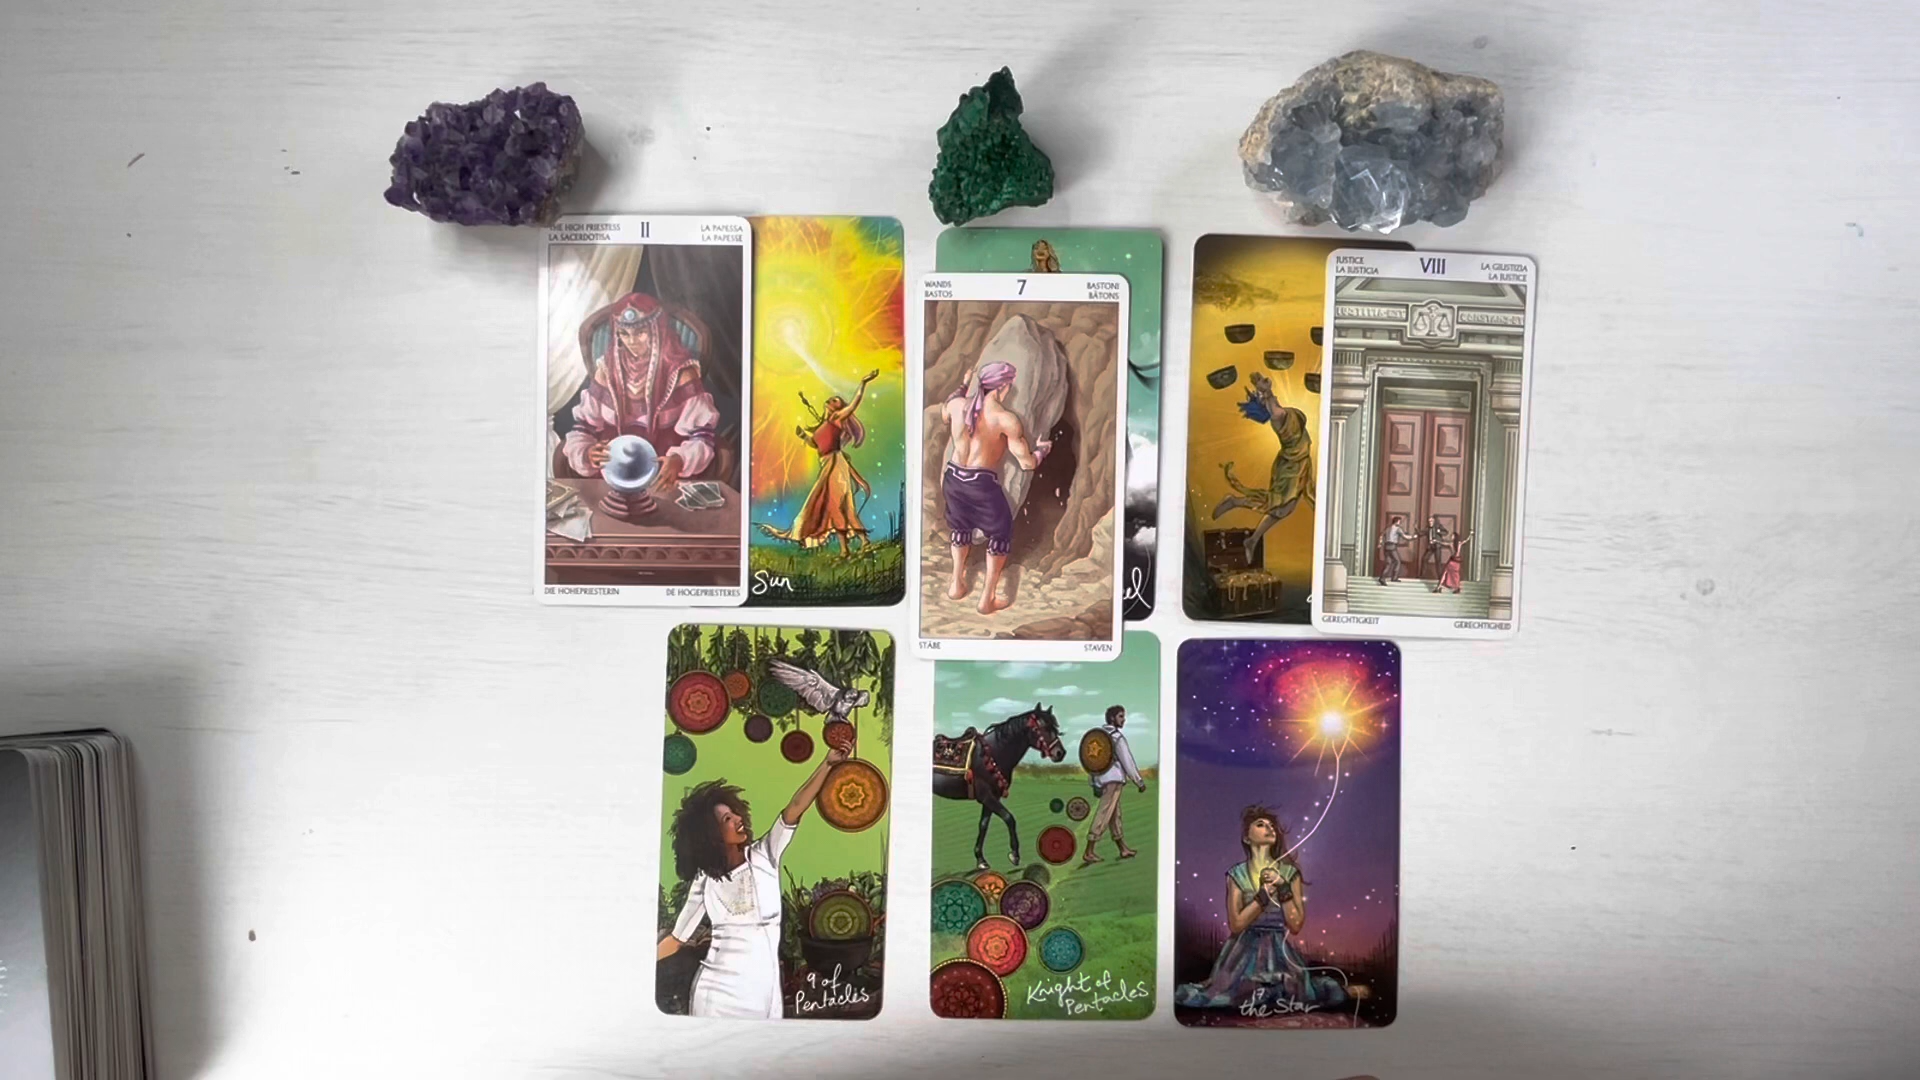 THE HIGH PRIESTESS
LA SACERDOTISA
II
LA PAPESSA
LA PAPESSE
DIE HOHEPRIESTERIN
DE HOGEPRIESTERES
Sun
WANDS
BASTOS
7
BASTONI
BÂTONS
STÄBE
STAVEN
el
JUSTICE
LA JUSTICIA
VIII
LA GIUSTIZIA
LA JUSTICE
GERECHTIGKEIT
GERECHTIGHEID
9 of
Pentacles
Knight of
Pentacles
17
the Star